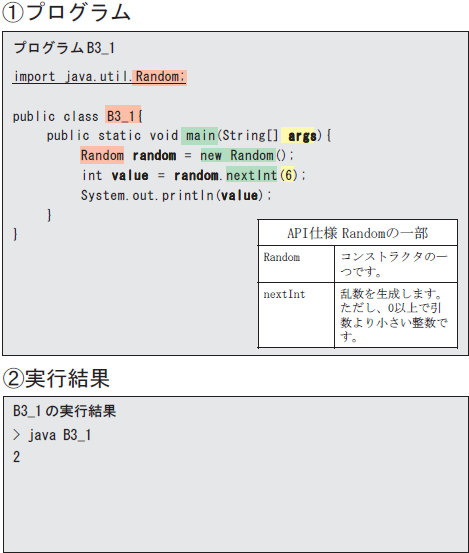 ①プログラム
プログラムB3_1
import java.util.Random;
public class B3_1{
public static void main(String[] args){
Random random = new Random();
int value = random.nextInt(6);
System.out.println(value);
}
}
API仕様 Randomの一部
Random
コンストラクタの一
つです。
nextInt
乱数を生成します。
ただし、0以上で引
数より小さい整数で
す。
②実行結果
B3_1の実行結果
> java B3_1
2